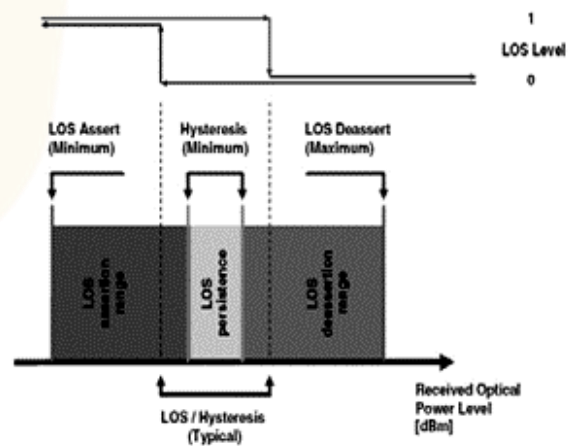 1
LOS Level
0
LOS Assert
(Minimum)
Hysteresis
(Minimum)
LOS Deassert
(Maximum)
LOS
assertion
range
LOS
persistence
LOS
deassertion
range
LOS / Hysteresis
(Typical)
Received Optical
Power Level
[dBm]